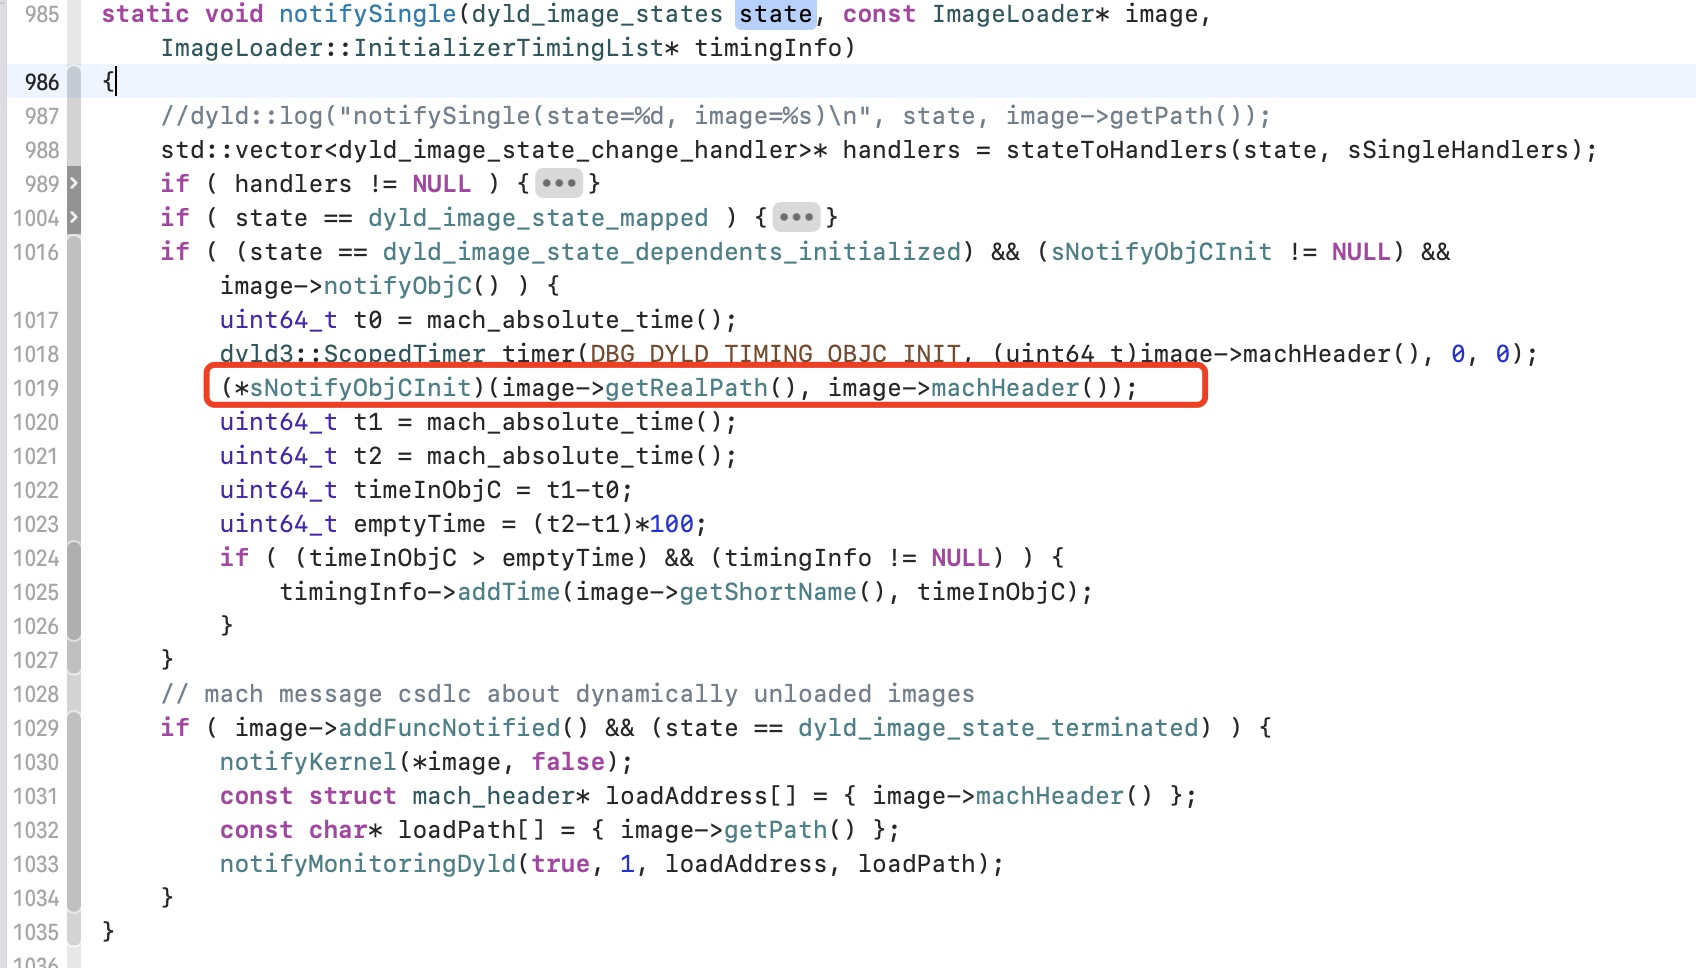 985 static void notifySingle(dyld_image_states state, const ImageLoader* image,
ImageLoader::InitializerTimingList* timingInfo)
986 {
987 //dyld::log("notifySingle(state=%d, image=%s)\n", state, image->getPath());
988 std::vector<dyld_image_state_change_handler>* handlers = stateToHandlers(state, sSingleHandlers);
989 if ( handlers != NULL ) {•••}
1004 if ( state == dyld_image_state_mapped ) {•••}
1016 if ( (state == dyld_image_state_dependents_initialized) && (sNotifyObjCInit != NULL) &&
image->notifyObjC() ) {
1017 uint64_t t0 = mach_absolute_time();
1018 dyld3::ScopedTimer timer(DBG_DYLD_TIMING_OBJC_INIT, (uint64_t)image->machHeader(), 0, 0);
1019 (*sNotifyObjCInit)(image->getRealPath(), image->machHeader());
1020 uint64_t t1 = mach_absolute_time();
1021 uint64_t t2 = mach_absolute_time();
1022 uint64_t timeInObjC = t1-t0;
1023 uint64_t emptyTime = (t2-t1)*100;
1024 if ( (timeInObjC > emptyTime) && (timingInfo != NULL) ) {
1025 timingInfo->addTime(image->getShortName(), timeInObjC);
1026 }
1027 }
1028 // mach message csdlc about dynamically unloaded images
1029 if ( image->addFuncNotified() && (state == dyld_image_state_terminated) ) {
1030 notifyKernel(*image, false);
1031 const struct mach_header* loadAddress[] = { image->machHeader() };
1032 const char* loadPath[] = { image->getPath() };
1033 notifyMonitoringDyld(true, 1, loadAddress, loadPath);
1034 }
1035 }
1036